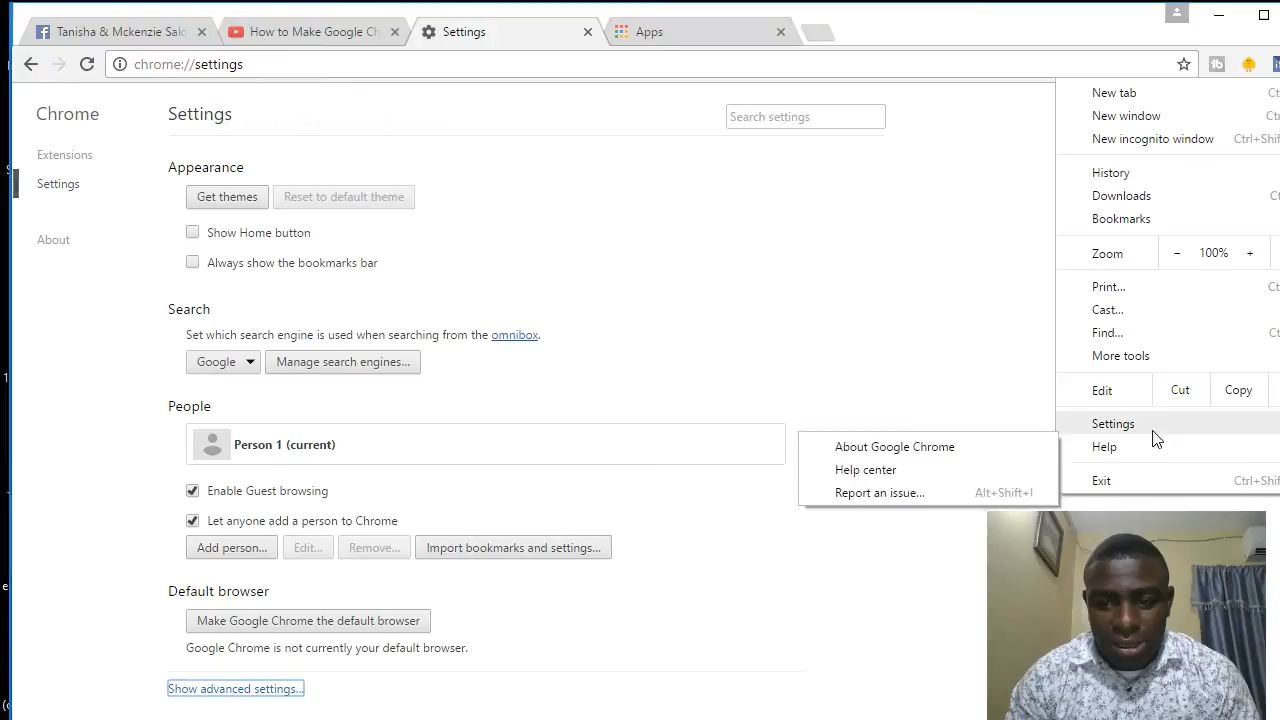 Tanisha & Mckenzie Salo
How to Make Google Ch
Settings
Apps
chrome://settings
Chrome
Extensions
Settings
About
Settings
Search settings
Appearance
Get themes
Reset to default theme
Show Home button
Always show the bookmarks bar
Search
Set which search engine is used when searching from the omnibox.
Google
Manage search engines...
People
Person 1 (current)
Enable Guest browsing
Let anyone add a person to Chrome
Add person...
Edit...
Remove...
Import bookmarks and settings...
Default browser
Make Google Chrome the default browser
Google Chrome is not currently your default browser.
Show advanced settings...
New tab
New window
New incognito window Ctrl+Shif
History
Downloads
Bookmarks
Zoom - 100% +
Print...
Cast...
Find...
More tools
Edit Cut Copy
Settings
Help
Exit Ctrl+Shif
About Google Chrome
Help center
Report an issue... Alt+Shift+I